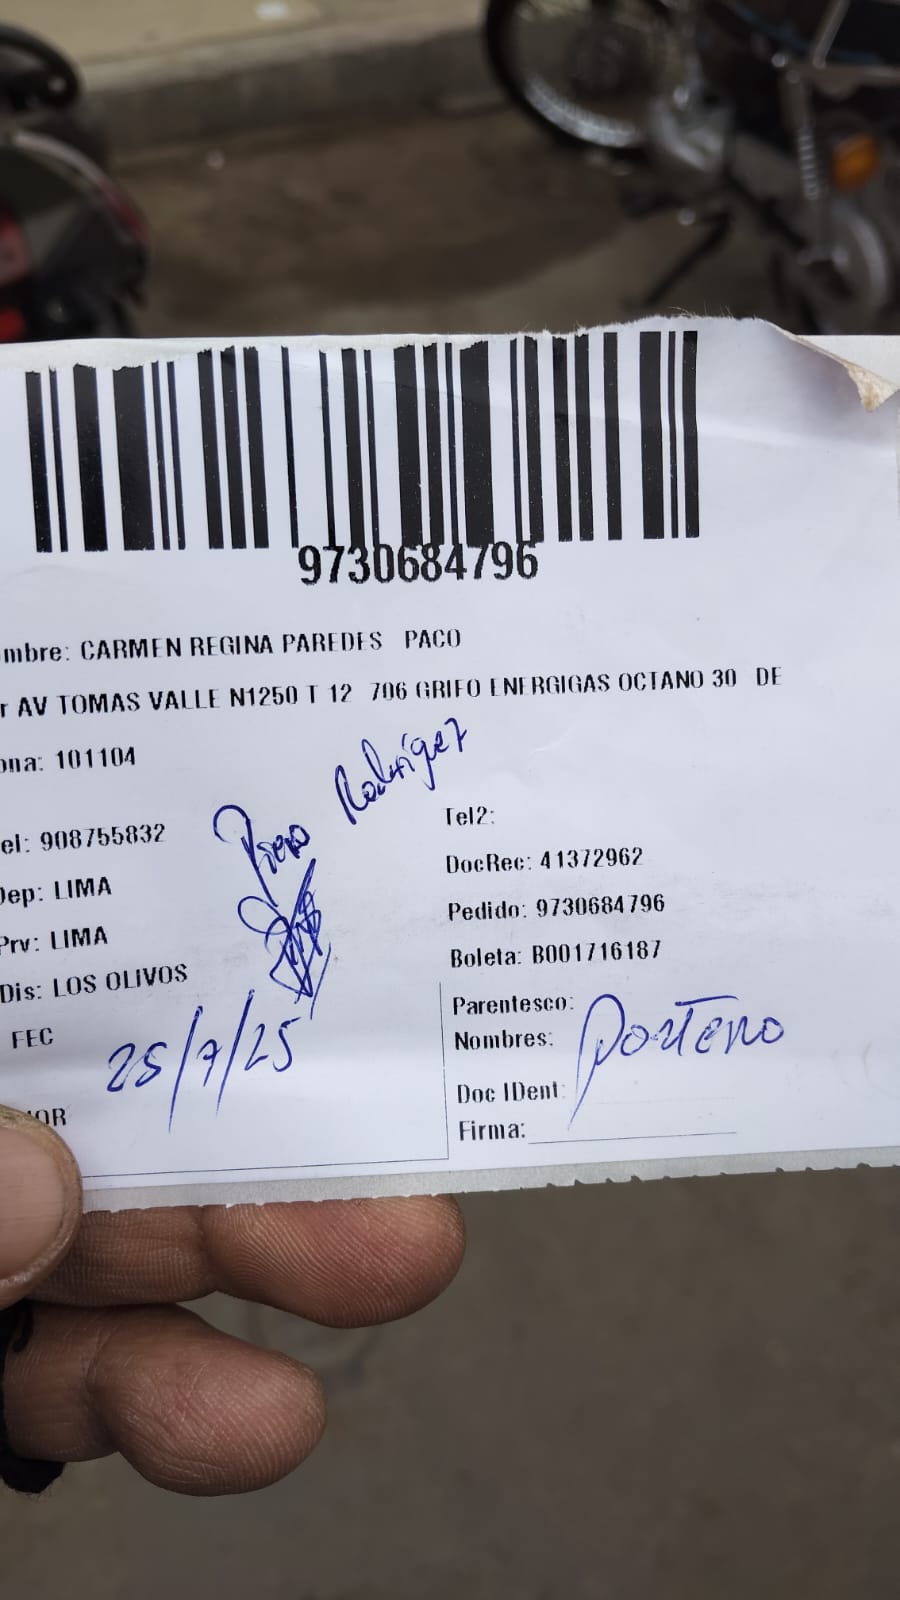 9730684796
mbre: CARMEN REGINA PAREDES PACO
r AV TOMAS VALLE N1250 T 12 706 GRIFO ENERGIGAS OCTANO 30 DE
ona: 101104
Piero Rodríguez
el: 908755832
Tel2:
Dep: LIMA
DocRec: 41372962
Prv: LIMA
Pedido: 9730684796
Dis: LOS OLIVOS
Boleta: B001716187
FEC
25/7/25
Parentesco:
Nombres: Portero
Doc IDent:
Firma: